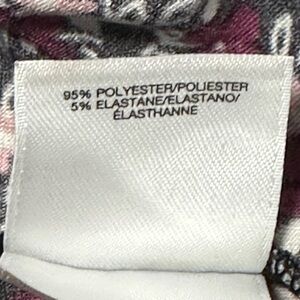 95% POLYESTER/POLIESTER
5% ELASTANE/ELASTANO/
ÉLASTHANNE